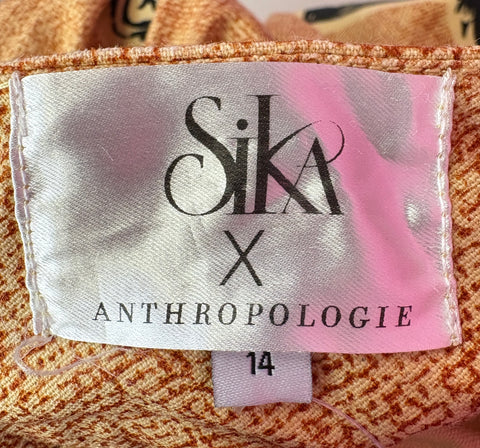 SiKA
X
ANTHROPOLOGIE
14